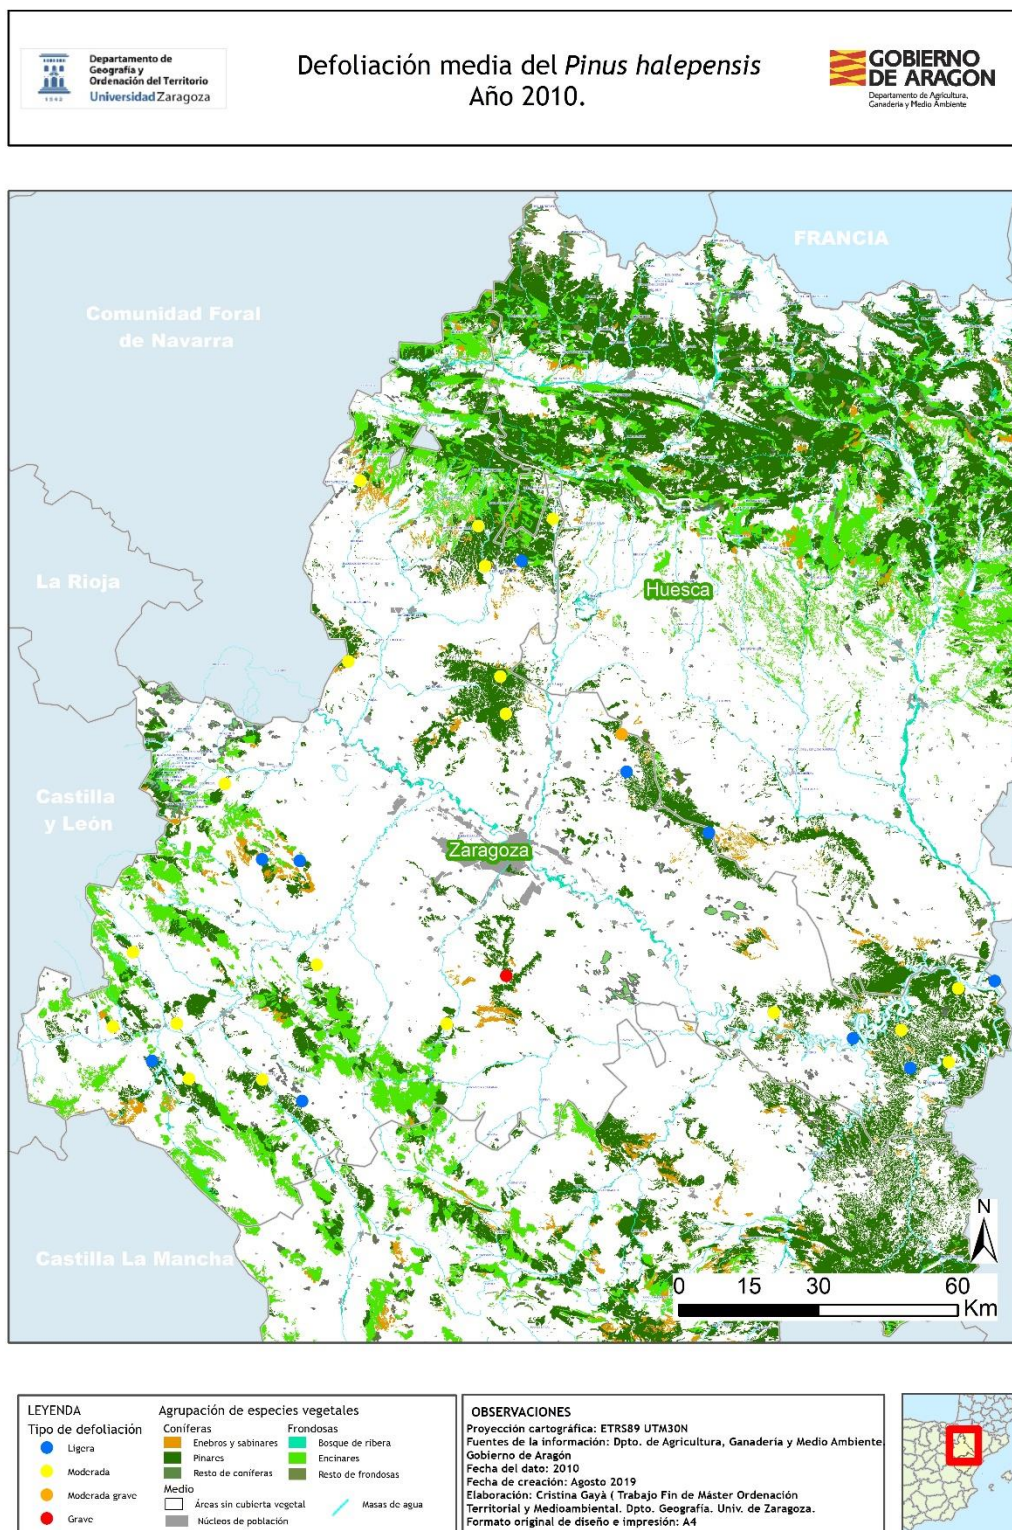 Departamento de
Geografía y
Ordenación del Territorio
Universidad Zaragoza
1542
Defoliación media del Pinus halepensis
Año 2010.
GOBIERNO
DE ARAGON
Departamento de Agricultura,
Ganadería y Medio Ambiente
FRANCIA
Comunidad Foral
de Navarra
La Rioja
Huesca
Castilla
y León
Zaragoza
Castilla La Mancha
N
0 15 30 60
Km
LEYENDA
Tipo de defoliación
Ligera
Moderada
Moderada grave
Grave
Agrupación de especies vegetales
Coníferas
Enebros y sabinares
Pinares
Resto de coníferas
Frondosas
Bosque de ribera
Encinares
Resto de frondosas
Medio
Áreas sin cubierta vegetal
Núcleos de población
Masas de agua
OBSERVACIONES
Proyección cartográfica: ETRS89 UTM30N
Fuentes de la información: Dpto. de Agricultura, Ganadería y Medio Ambiente.
Gobierno de Aragón
Fecha del dato: 2010
Fecha de creación: Agosto 2019
Elaboración: Cristina Gayà ( Trabajo Fin de Máster Ordenación
Territorial y Medioambiental. Dpto. Geografía. Univ. de Zaragoza.
Formato original de diseño e impresión: A4